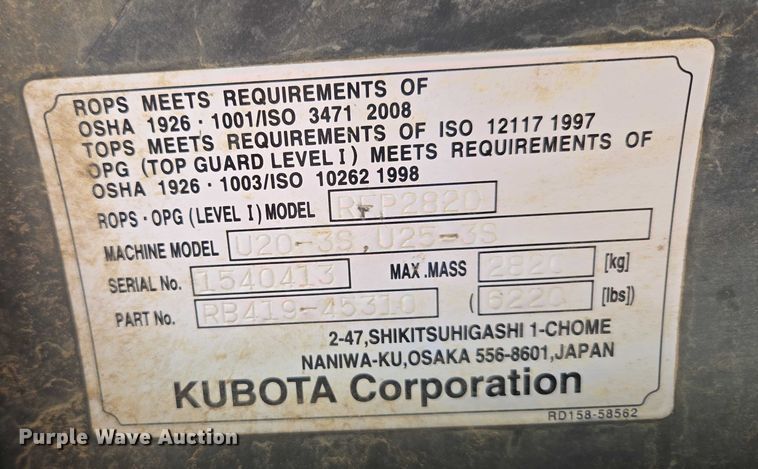 ROPS MEETS REQUIREMENTS OF
OSHA 1926・1001/ISO 3471 2008
TOPS MEETS REQUIREMENTS OF ISO 12117 1997
OPG (TOP GUARD LEVEL I) MEETS REQUIREMENTS OF
OSHA 1926・1003/ISO 10262 1998
ROPS・OPG (LEVEL I) MODEL RFP2820
MACHINE MODEL U20-3S,U25-3S
SERIAL No. 1540413 MAX.MASS 2820 [kg]
PART No. RB419-45310 (6220 [lbs])
2-47,SHIKITSUHIGASHI 1-CHOME
NANIWA-KU,OSAKA 556-8601,JAPAN
KUBOTA Corporation
RD158-58562
Purple Wave Auction